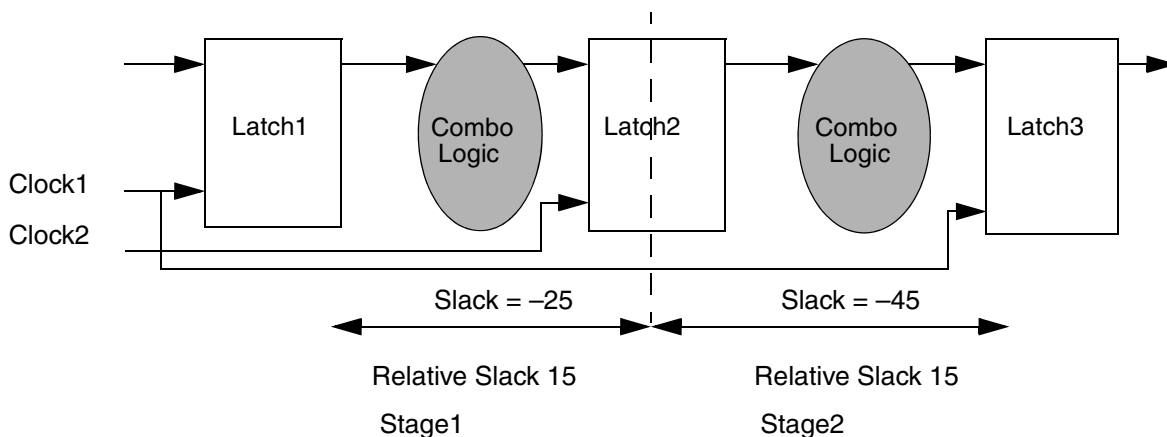 Latch1
Combo
Logic
Latch2
Combo
Logic
Latch3
Clock1
Clock2
Slack = –25
Slack = –45
Relative Slack 15
Relative Slack 15
Stage1
Stage2